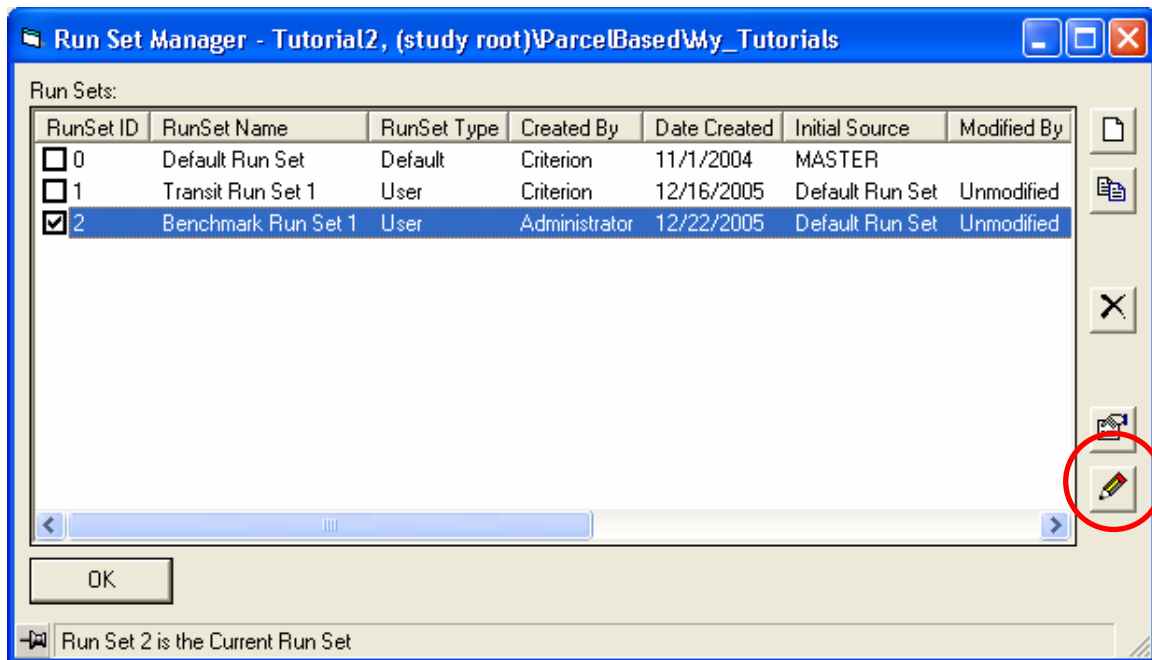 Run Set Manager - Tutorial2, (study root)\ParcelBased\My_Tutorials
Run Sets:
RunSet ID RunSet Name RunSet Type Created By Date Created Initial Source Modified By
0 Default Run Set Default Criterion 11/1/2004 MASTER
1 Transit Run Set 1 User Criterion 12/16/2005 Default Run Set Unmodified
2 Benchmark Run Set 1 User Administrator 12/22/2005 Default Run Set Unmodified
OK
Run Set 2 is the Current Run Set